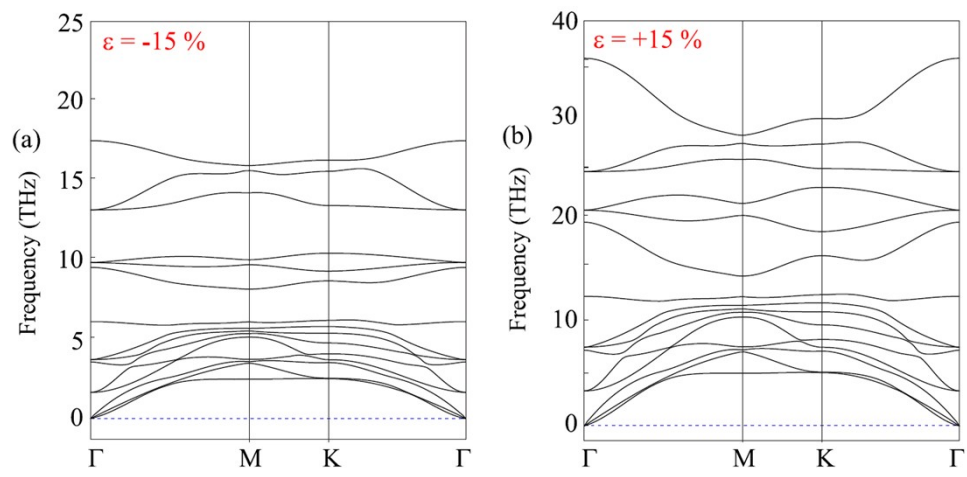 (a)
ε = -15 %
Frequency (THz)
25
20
15
10
5
0
Γ M K Γ
(b)
ε = +15 %
Frequency (THz)
40
30
20
10
0
Γ M K Γ